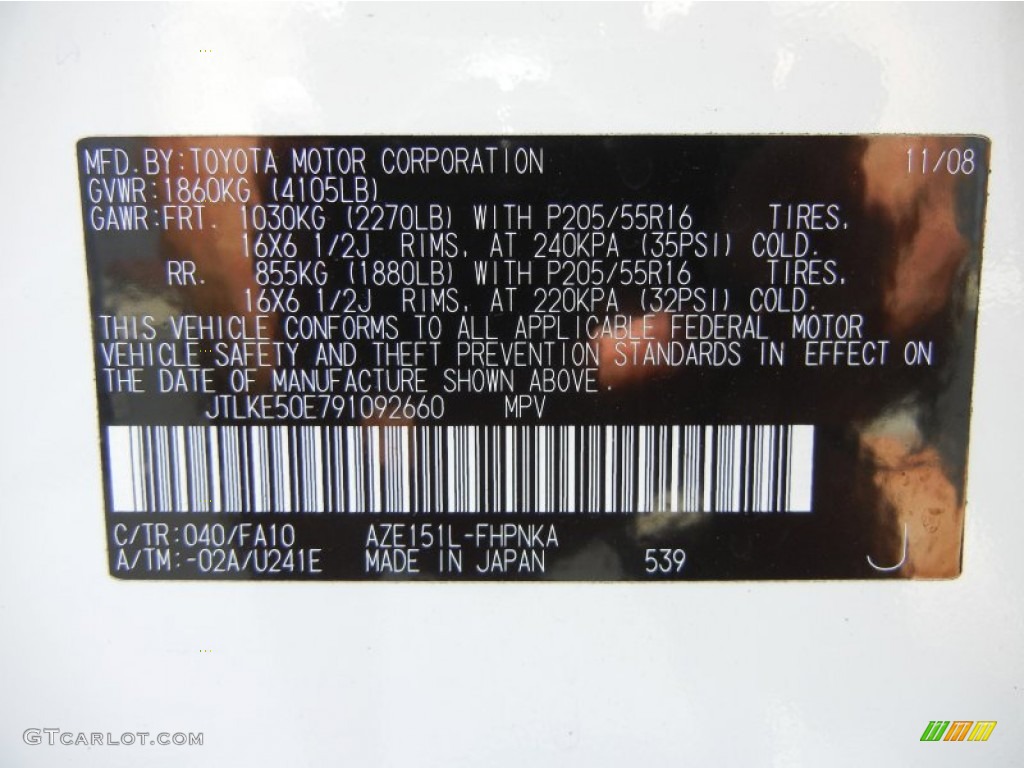 MFD.BY:TOYOTA MOTOR CORPORATION 11/08
GVWR:1860KG (4105LB)
GAWR:FRT. 1030KG (2270LB) WITH P205/55R16 TIRES,
16X6 1/2J RIMS, AT 240KPA (35PSI) COLD.
RR. 855KG (1880LB) WITH P205/55R16 TIRES,
16X6 1/2J RIMS, AT 220KPA (32PSI) COLD.
THIS VEHICLE CONFORMS TO ALL APPLICABLE FEDERAL MOTOR
VEHICLE SAFETY AND THEFT PREVENTION STANDARDS IN EFFECT ON
THE DATE OF MANUFACTURE SHOWN ABOVE.
JTLKE50E791092660 MPV
C/TR:040/FA10 AZE151L-FHPNKA
A/TM:-02A/U241E MADE IN JAPAN 539 J
GTCARLOT.COM